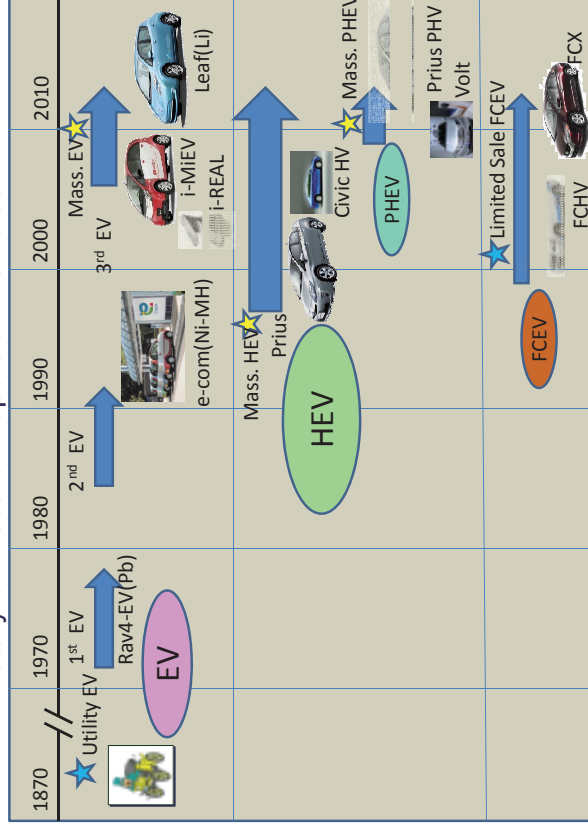 1870
1970
1980
1990
2000
2010
Utility EV
1st EV
Rav4-EV(Pb)
EV
2nd EV
e-com(Ni-MH)
3rd EV
Mass. EV
i-MiEV
i-REAL
Leaf(Li)
HEV
Mass. HEV
Prius
Civic HV
PHEV
Mass. PHEV
Prius PHV
Volt
FCEV
Limited Sale FCEV
FCHV
FCX